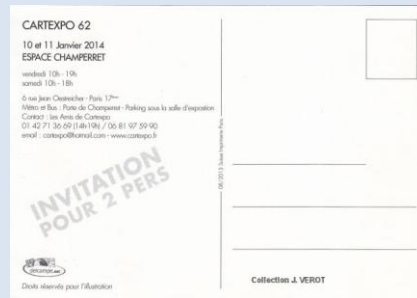 CARTEXPO 62
10 et 11 Janvier 2014
ESPACE CHAMPERRET
vendredi 10h - 19h
samedi 10h - 18h
6 rue Jean Oestreicher - Paris 17ème
Métro et Bus : Porte de Champerret - Parking sous la salle d'exposition
Contact : Les Amis de Cartexpo
01 42 71 36 69 (14h-19h) / 06 81 97 59 90
email : cartexpo@hotmail.com - www.cartexpo.fr
INVITATION
POUR 2 PERS
delcampe.net
Droits réservés pour l'illustration
Collection J. VEROT